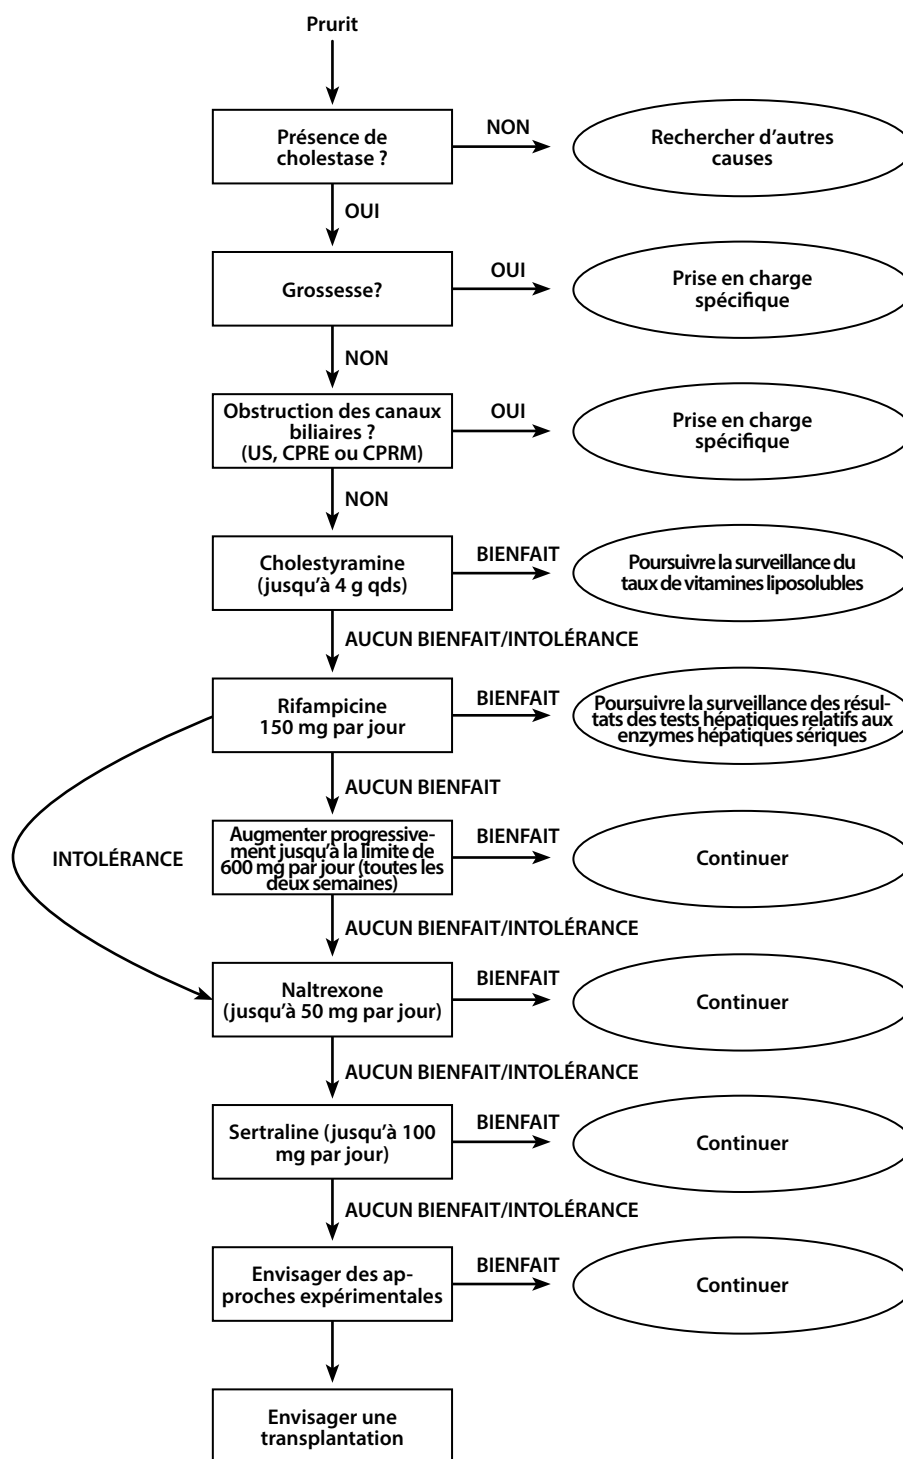 Prurit
Présence de
cholestase ?
NON
Rechercher d'autres
causes
OUI
Grossesse?
OUI
Prise en charge
spécifique
NON
Obstruction des canaux
biliaires ?
(US, CPRE ou CPRM)
OUI
Prise en charge
spécifique
NON
Cholestyramine
(jusqu'à 4 g qds)
BIENFAIT
Poursuivre la surveillance du
taux de vitamines liposolubles
AUCUN BIENFAIT/INTOLÉRANCE
Rifampicine
150 mg par jour
BIENFAIT
Poursuivre la surveillance des résul-
tats des tests hépatiques relatifs aux
enzymes hépatiques sériques
AUCUN BIENFAIT
INTOLÉRANCE
Augmenter progressive-
ment jusqu'à la limite de
600 mg par jour (toutes les
deux semaines)
BIENFAIT
Continuer
AUCUN BIENFAIT/INTOLÉRANCE
Naltrexone
(jusqu'à 50 mg par jour)
BIENFAIT
Continuer
AUCUN BIENFAIT/INTOLÉRANCE
Sertraline (jusqu'à 100
mg par jour)
BIENFAIT
Continuer
AUCUN BIENFAIT/INTOLÉRANCE
Envisager des ap-
proches expérimentales
BIENFAIT
Continuer
Envisager une
transplantation